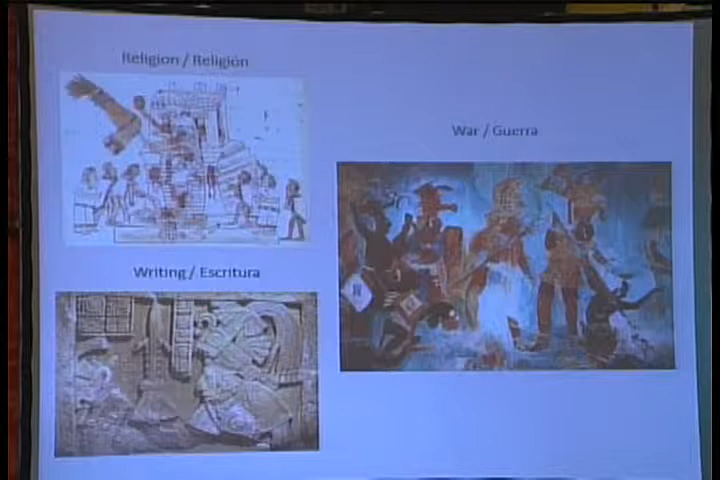 Religion / Religión
War / Guerra
Writing / Escritura